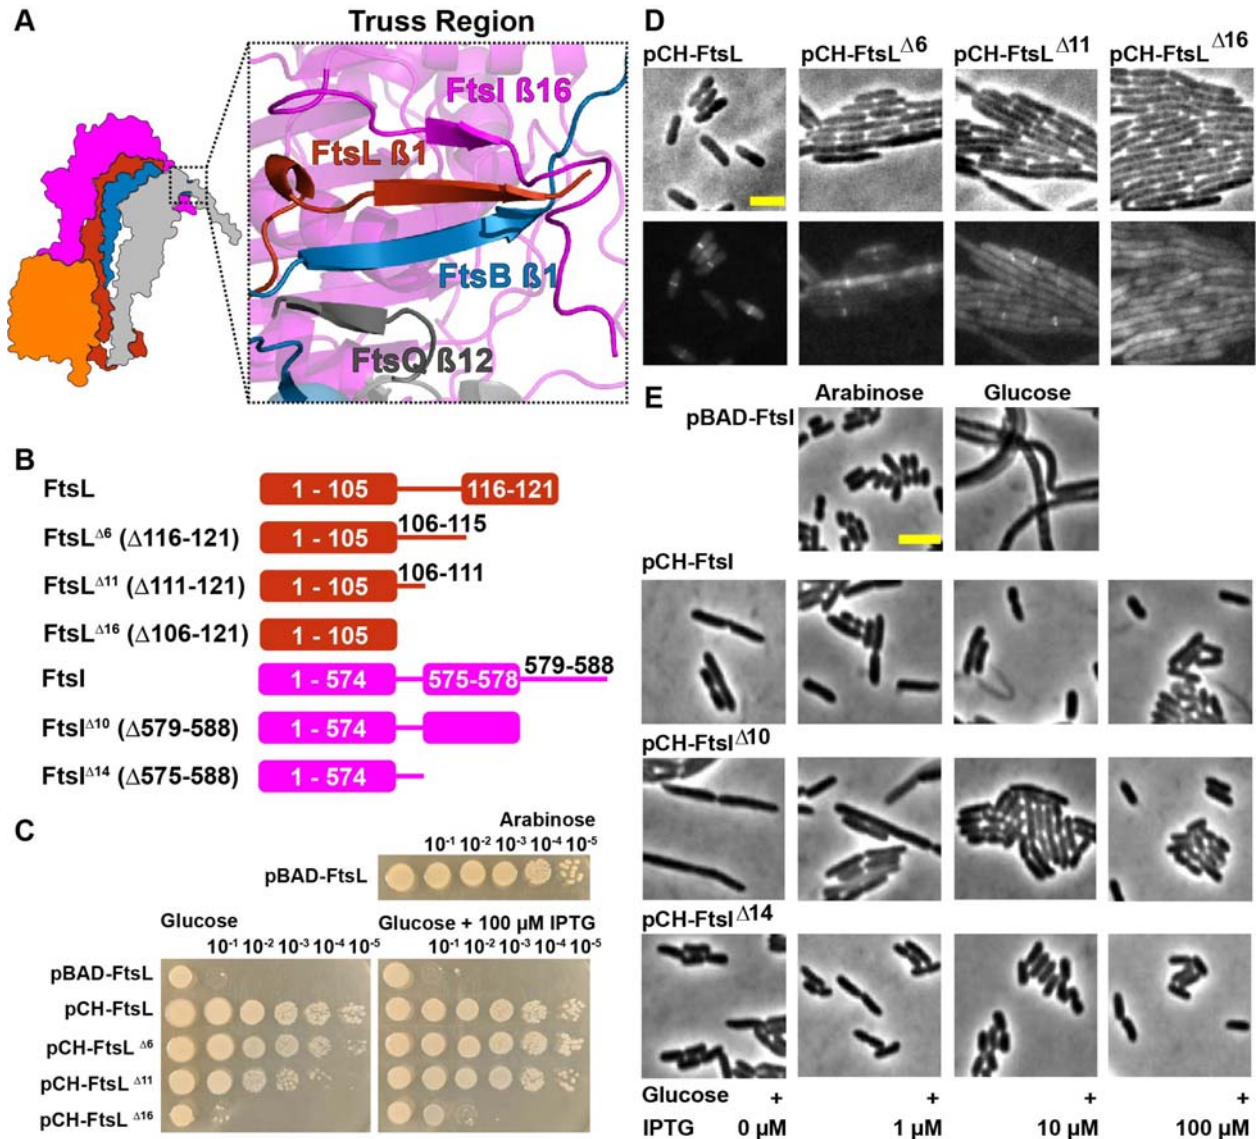 A
Truss Region
FtsI ß16
FtsL ß1
FtsB ß1
FtsQ ß12
B
FtsL
1 - 105
116-121
FtsL Δ6 (Δ116-121)
1 - 105
106-115
FtsL Δ11 (Δ111-121)
1 - 105
106-111
FtsL Δ16 (Δ106-121)
1 - 105
FtsI
1 - 574
575-578
579-588
FtsI Δ10 (Δ579-588)
1 - 574
FtsI Δ14 (Δ575-588)
1 - 574
C
Arabinose
10-1 10-2 10-3 10-4 10-5
pBAD-FtsL
Glucose
10-1 10-2 10-3 10-4 10-5
Glucose + 100 µM IPTG
10-1 10-2 10-3 10-4 10-5
pBAD-FtsL
pCH-FtsL
pCH-FtsL Δ6
pCH-FtsL Δ11
pCH-FtsL Δ16
D
pCH-FtsL pCH-FtsL Δ6 pCH-FtsL Δ11 pCH-FtsL Δ16
E
Arabinose Glucose
pBAD-FtsI
pCH-FtsI
pCH-FtsI Δ10
pCH-FtsI Δ14
Glucose + + + +
IPTG 0 µM 1 µM 10 µM 100 µM